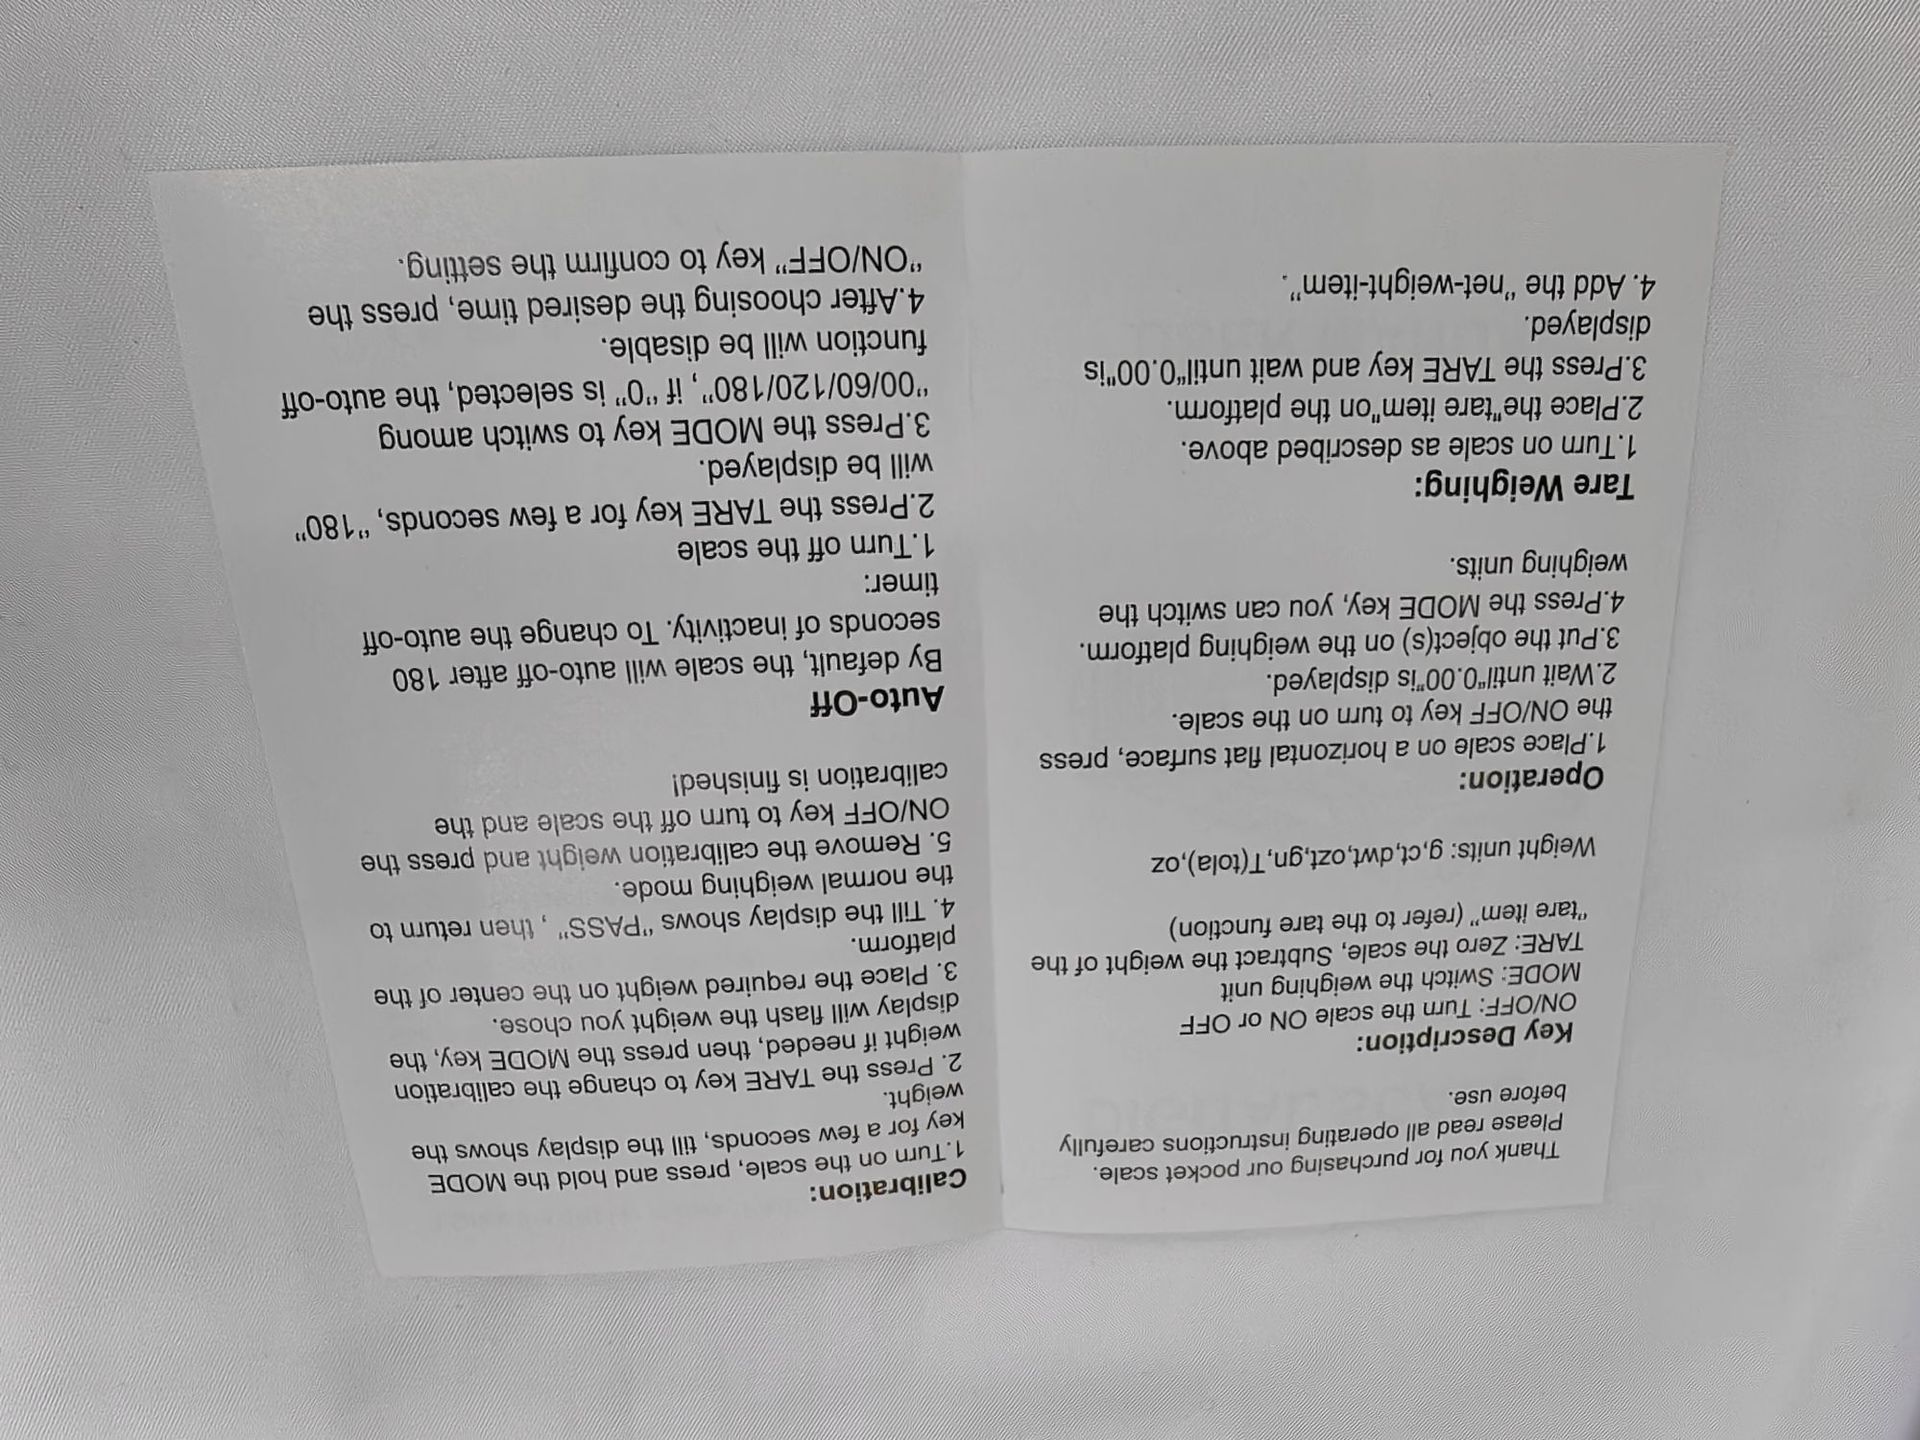 Thank you for purchasing our pocket scale.
Please read all operating instructions carefully
before use.
Key Description:
ON/OFF: Turn the scale ON or OFF
MODE: Switch the weighing unit
TARE: Zero the scale, Subtract the weight of the
"tare item" (refer to the tare function)
Weight units: g,ct,dwt,ozt,gn,T(tola),oz
Operation:
1.Place scale on a horizontal flat surface, press
the ON/OFF key to turn on the scale.
2.Wait until"0.00"is displayed.
3.Put the object(s) on the weighing platform.
4.Press the MODE key, you can switch the
weighing units.
Tare Weighing:
1.Turn on scale as described above.
2.Place the"tare item"on the platform.
3.Press the TARE key and wait until"0.00"is
displayed.
4. Add the "net-weight-item".
Calibration:
1.Turn on the scale, press and hold the MODE
key for a few seconds, till the display shows the
weight.
2. Press the TARE key to change the calibration
weight if needed, then press the MODE key, the
display will flash the weight you chose.
3. Place the required weight on the center of the
platform.
4. Till the display shows "PASS" , then return to
the normal weighing mode.
5. Remove the calibration weight and press the
ON/OFF key to turn off the scale and the
calibration is finished!
Auto-Off
By default, the scale will auto-off after 180
seconds of inactivity. To change the auto-off
timer:
1.Turn off the scale
2.Press the TARE key for a few seconds, "180"
will be displayed.
3.Press the MODE key to switch among
"00/60/120/180", if "0" is selected, the auto-off
function will be disable.
4.After choosing the desired time, press the
"ON/OFF" key to confirm the setting.